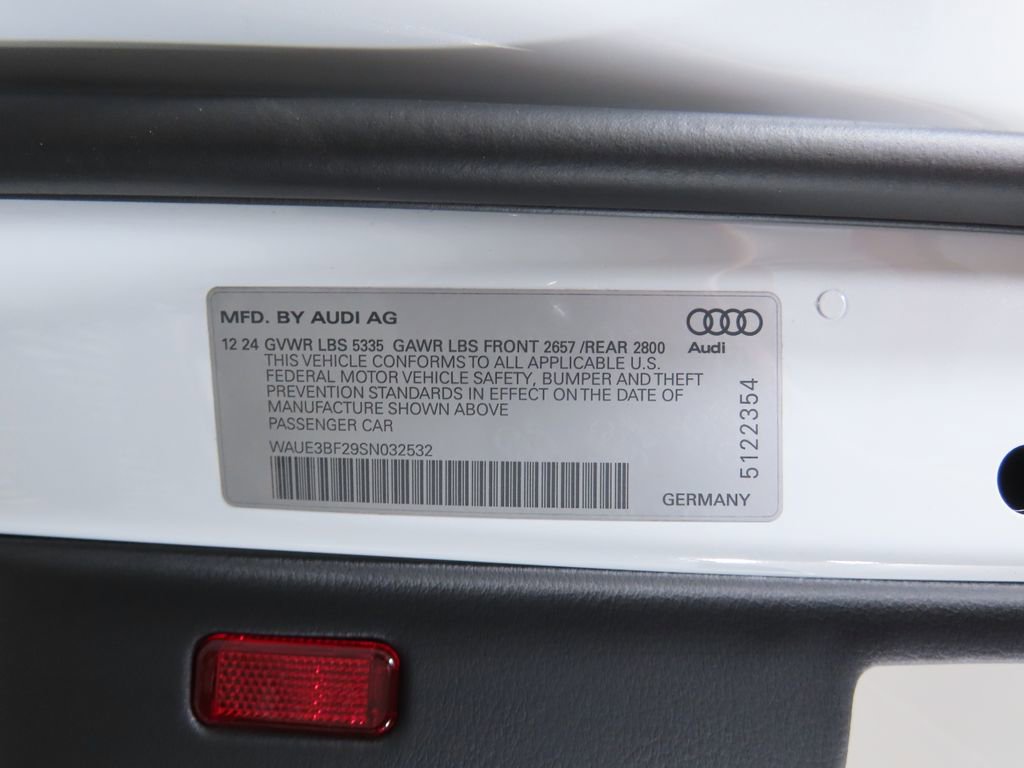 MFD. BY AUDI AG
Audi
12 24 GVWR LBS 5335 GAWR LBS FRONT 2657 /REAR 2800
THIS VEHICLE CONFORMS TO ALL APPLICABLE U.S.
FEDERAL MOTOR VEHICLE SAFETY, BUMPER AND THEFT
PREVENTION STANDARDS IN EFFECT ON THE DATE OF
MANUFACTURE SHOWN ABOVE
PASSENGER CAR
WAUE3BF29SN032532
5122354
GERMANY